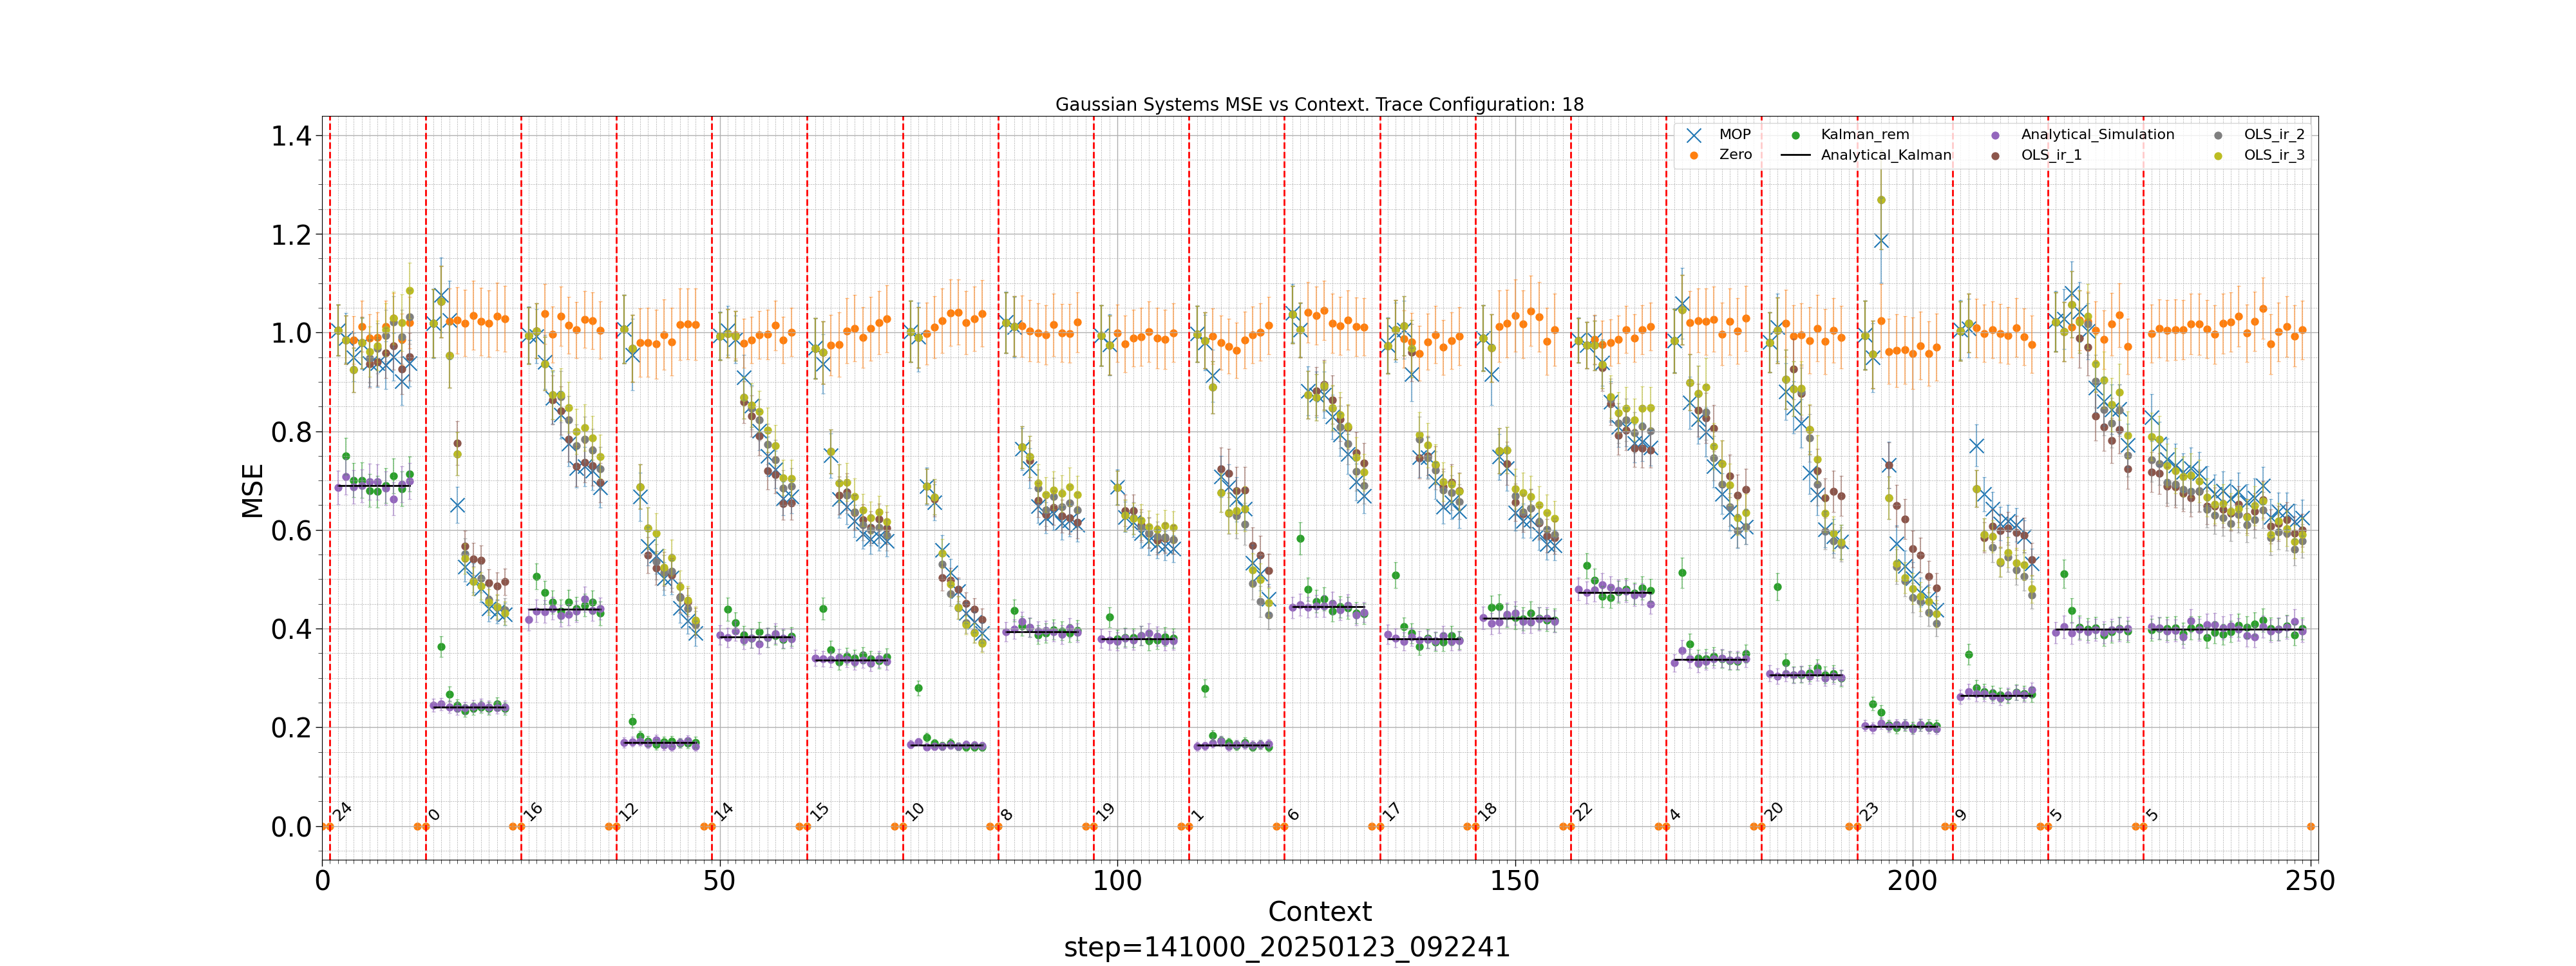 Gaussian Systems MSE vs Context. Trace Configuration: 18
MOP
Zero
Kalman_rem
Analytical_Kalman
Analytical_Simulation
OLS_ir_1
OLS_ir_2
OLS_ir_3
MSE
1.4
1.2
1.0
0.8
0.6
0.4
0.2
0.0
24 0 16 12 14 15 10 8 19 1 6 17 18 22 4 20 23 9 5 5
0 50 100 150 200 250
Context
step=141000_20250123_092241